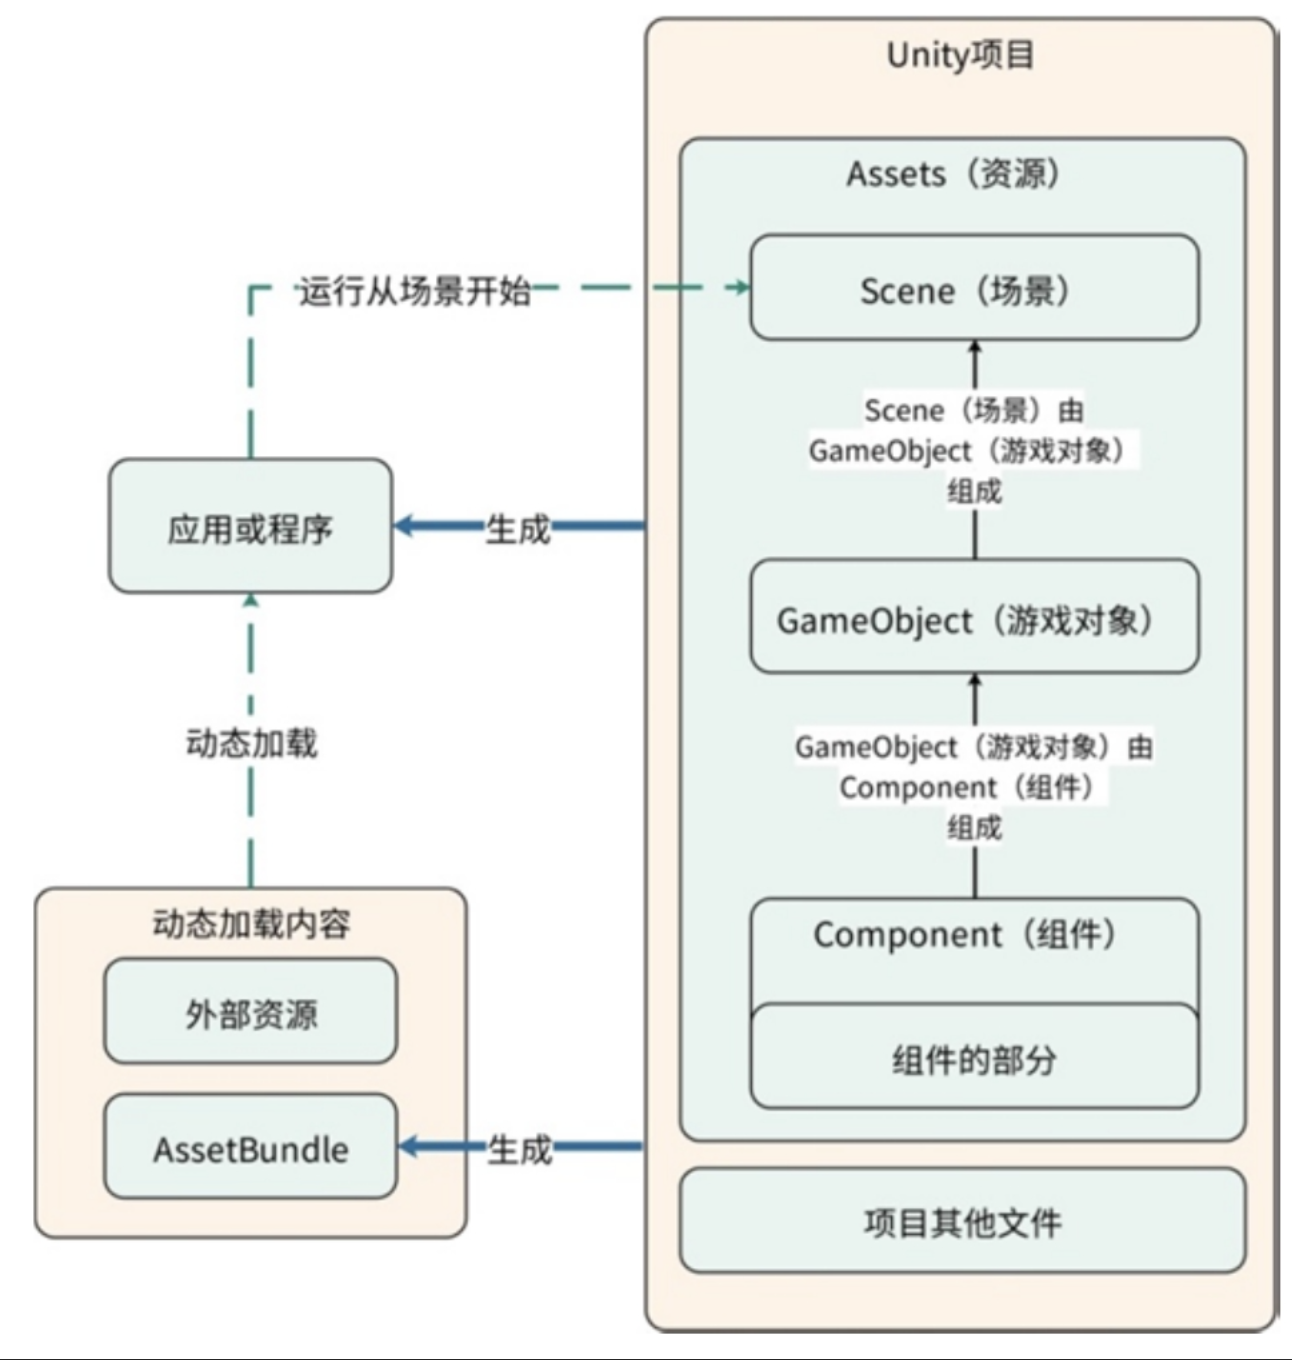 Unity项目
Assets（资源）
运行从场景开始
Scene（场景）
Scene（场景）由
GameObject（游戏对象）
组成
应用或程序
生成
GameObject（游戏对象）
动态加载
GameObject（游戏对象）由
Component（组件）
组成
动态加载内容
Component（组件）
外部资源
组件的部分
AssetBundle
生成
项目其他文件